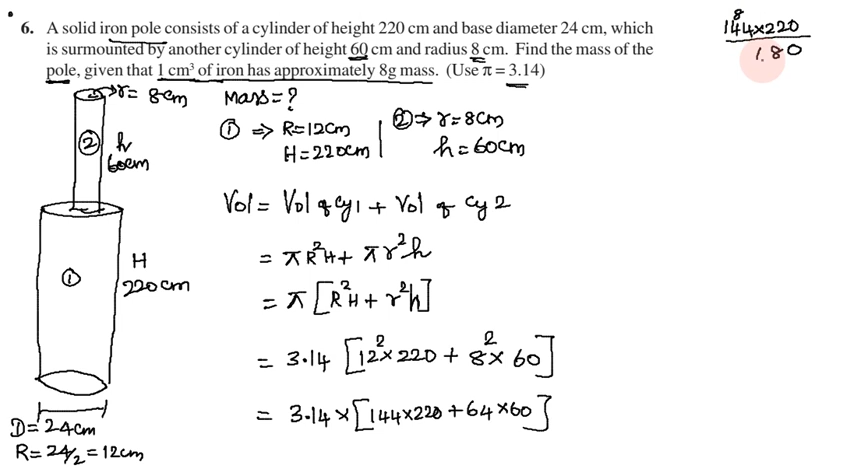 6. A solid iron pole consists of a cylinder of height 220 cm and base diameter 24 cm, which
is surmounted by another cylinder of height 60 cm and radius 8 cm. Find the mass of the
pole, given that 1 cm³ of iron has approximately 8g mass. (Use π = 3.14)
8
144×220
1.80
r= 8cm
Mass=?
① ⇒ R=12cm
H=220cm
② ⇒ r=8cm
h=60cm
② h
60cm
Vol = Vol of Cy1 + Vol of Cy2
= πR²H + πr²h
① H
220cm
= π[R²H + r²h]
= 3.14 [12²×220 + 8²×60]
= 3.14×[144×220+64×60]
D=24cm
R=24/2=12cm